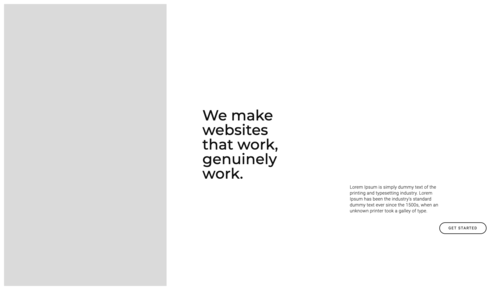 We make
websites
that work,
genuinely
work.
Lorem Ipsum is simply dummy text of the
printing and typesetting industry. Lorem
Ipsum has been the industry's standard
dummy text ever since the 1500s, when an
unknown printer took a galley of type.
GET STARTED